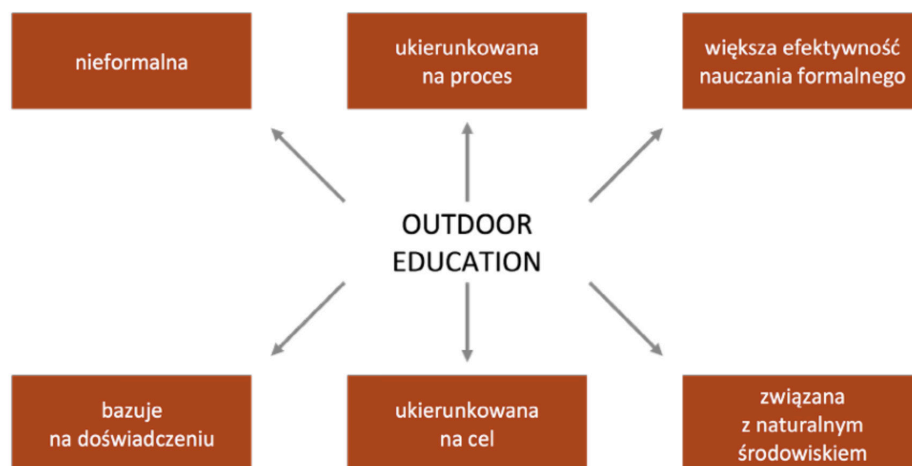 nieformalna
ukierunkowana
na proces
większa efektywność
nauczania formalnego
OUTDOOR
EDUCATION
bazuje
na doświadczeniu
ukierunkowana
na cel
związana
z naturalnym
środowiskiem